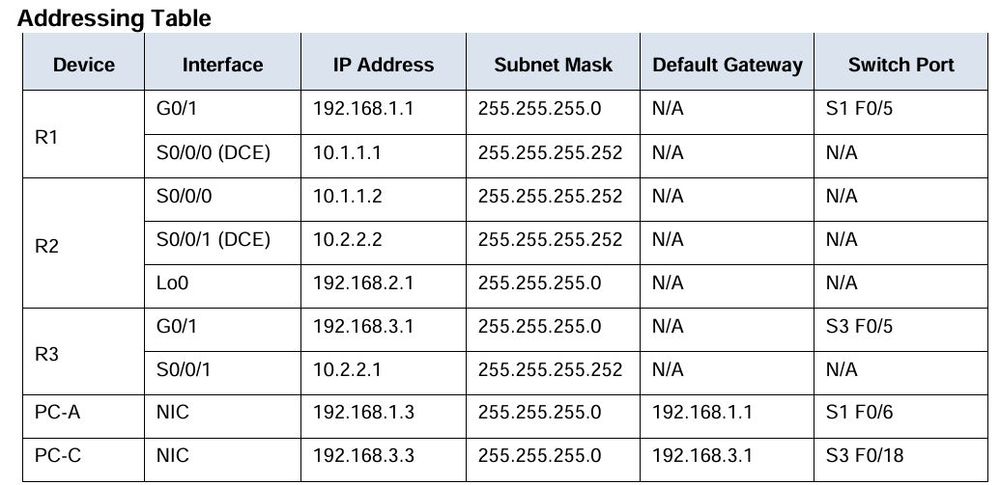 Addressing Table
Device Interface IP Address Subnet Mask Default Gateway Switch Port
R1 G0/1 192.168.1.1 255.255.255.0 N/A S1 F0/5
S0/0/0 (DCE) 10.1.1.1 255.255.255.252 N/A N/A
R2 S0/0/0 10.1.1.2 255.255.255.252 N/A N/A
S0/0/1 (DCE) 10.2.2.2 255.255.255.252 N/A N/A
Lo0 192.168.2.1 255.255.255.0 N/A N/A
R3 G0/1 192.168.3.1 255.255.255.0 N/A S3 F0/5
S0/0/1 10.2.2.1 255.255.255.252 N/A N/A
PC-A NIC 192.168.1.3 255.255.255.0 192.168.1.1 S1 F0/6
PC-C NIC 192.168.3.3 255.255.255.0 192.168.3.1 S3 F0/18